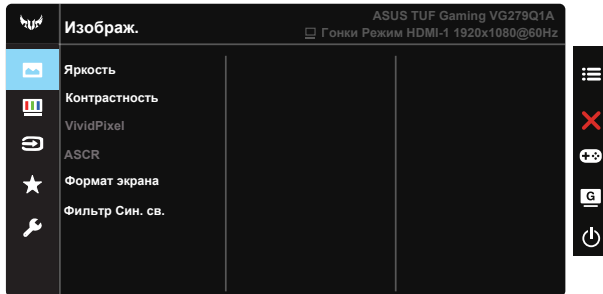 ASUS TUF Gaming VG279Q1A
Изображ.
Гонки Режим HDMI-1 1920x1080@60Hz
Яркость
Контрастность
VividPixel
ASCR
Формат экрана
Фильтр Син. св.
G